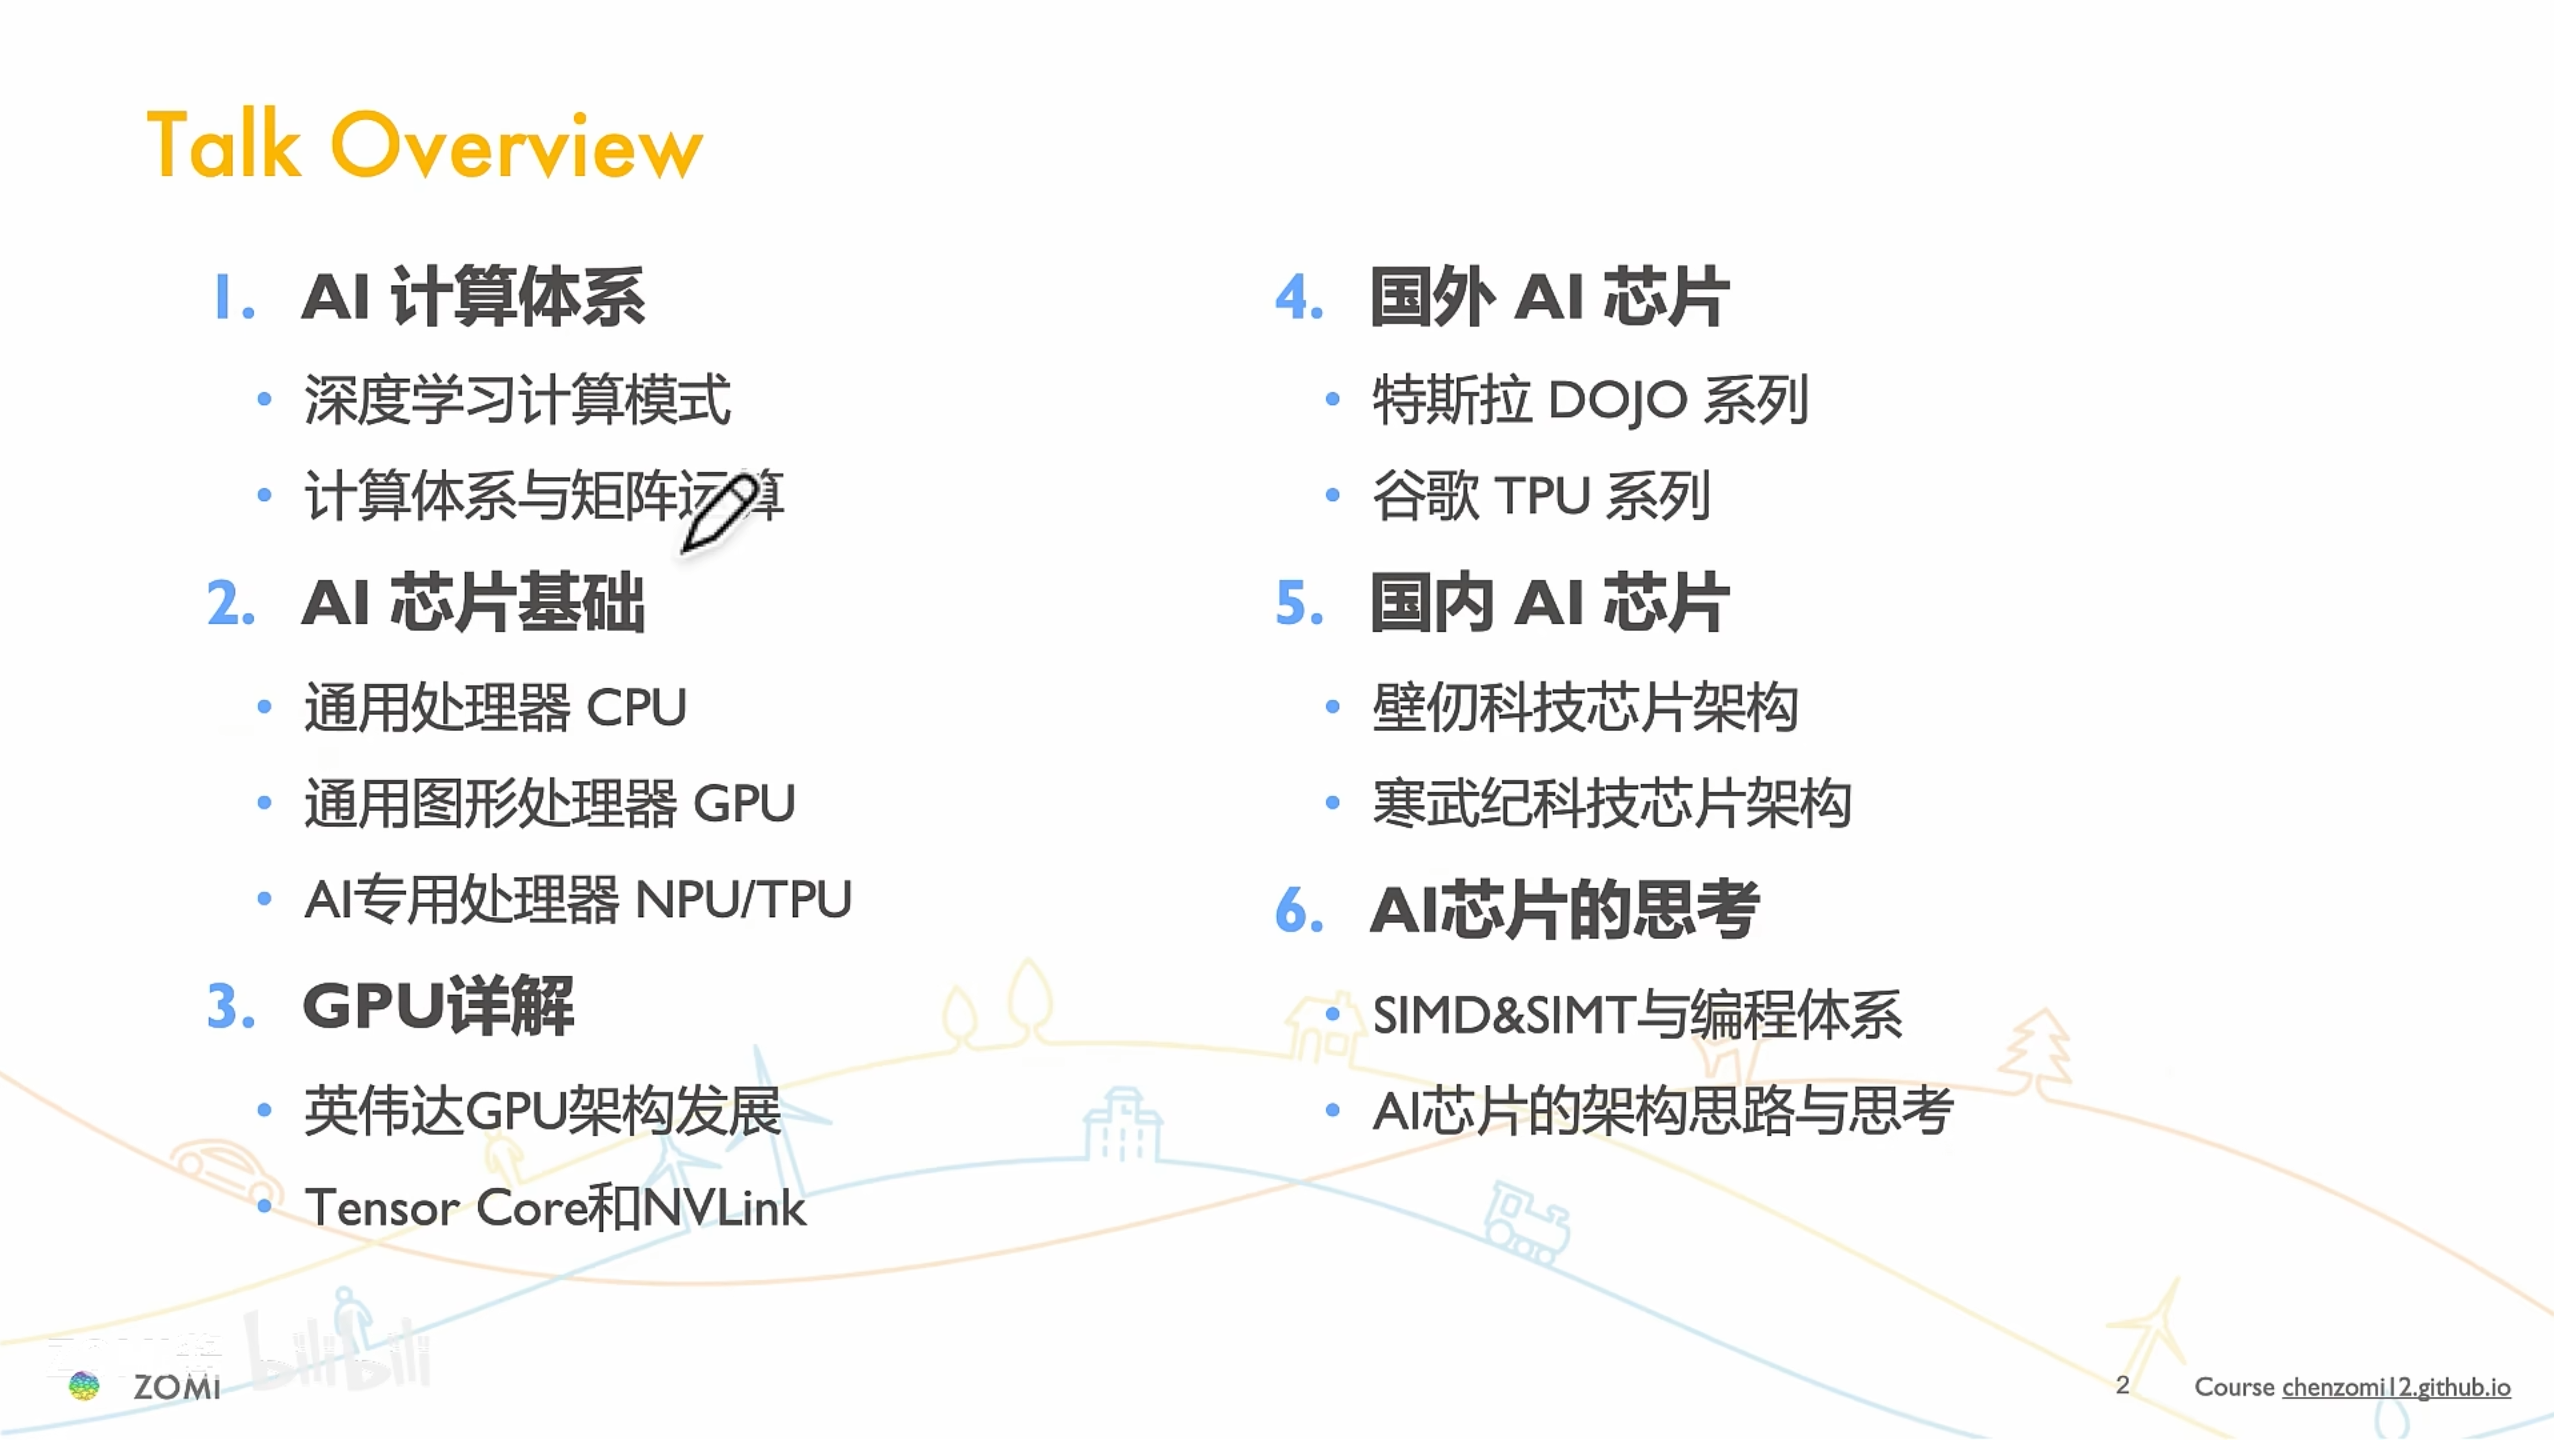 Talk Overview
1. AI 计算体系
• 深度学习计算模式
• 计算体系与矩阵运算
2. AI 芯片基础
• 通用处理器 CPU
• 通用图形处理器 GPU
• AI专用处理器 NPU/TPU
3. GPU详解
• 英伟达GPU架构发展
• Tensor Core和NVLink
4. 国外 AI 芯片
• 特斯拉 DOJO 系列
• 谷歌 TPU 系列
5. 国内 AI 芯片
• 壁仞科技芯片架构
• 寒武纪科技芯片架构
6. AI芯片的思考
• SIMD&SIMT与编程体系
• AI芯片的架构思路与思考
bilibili
ZOMI
2
Course chenzomi12.github.io